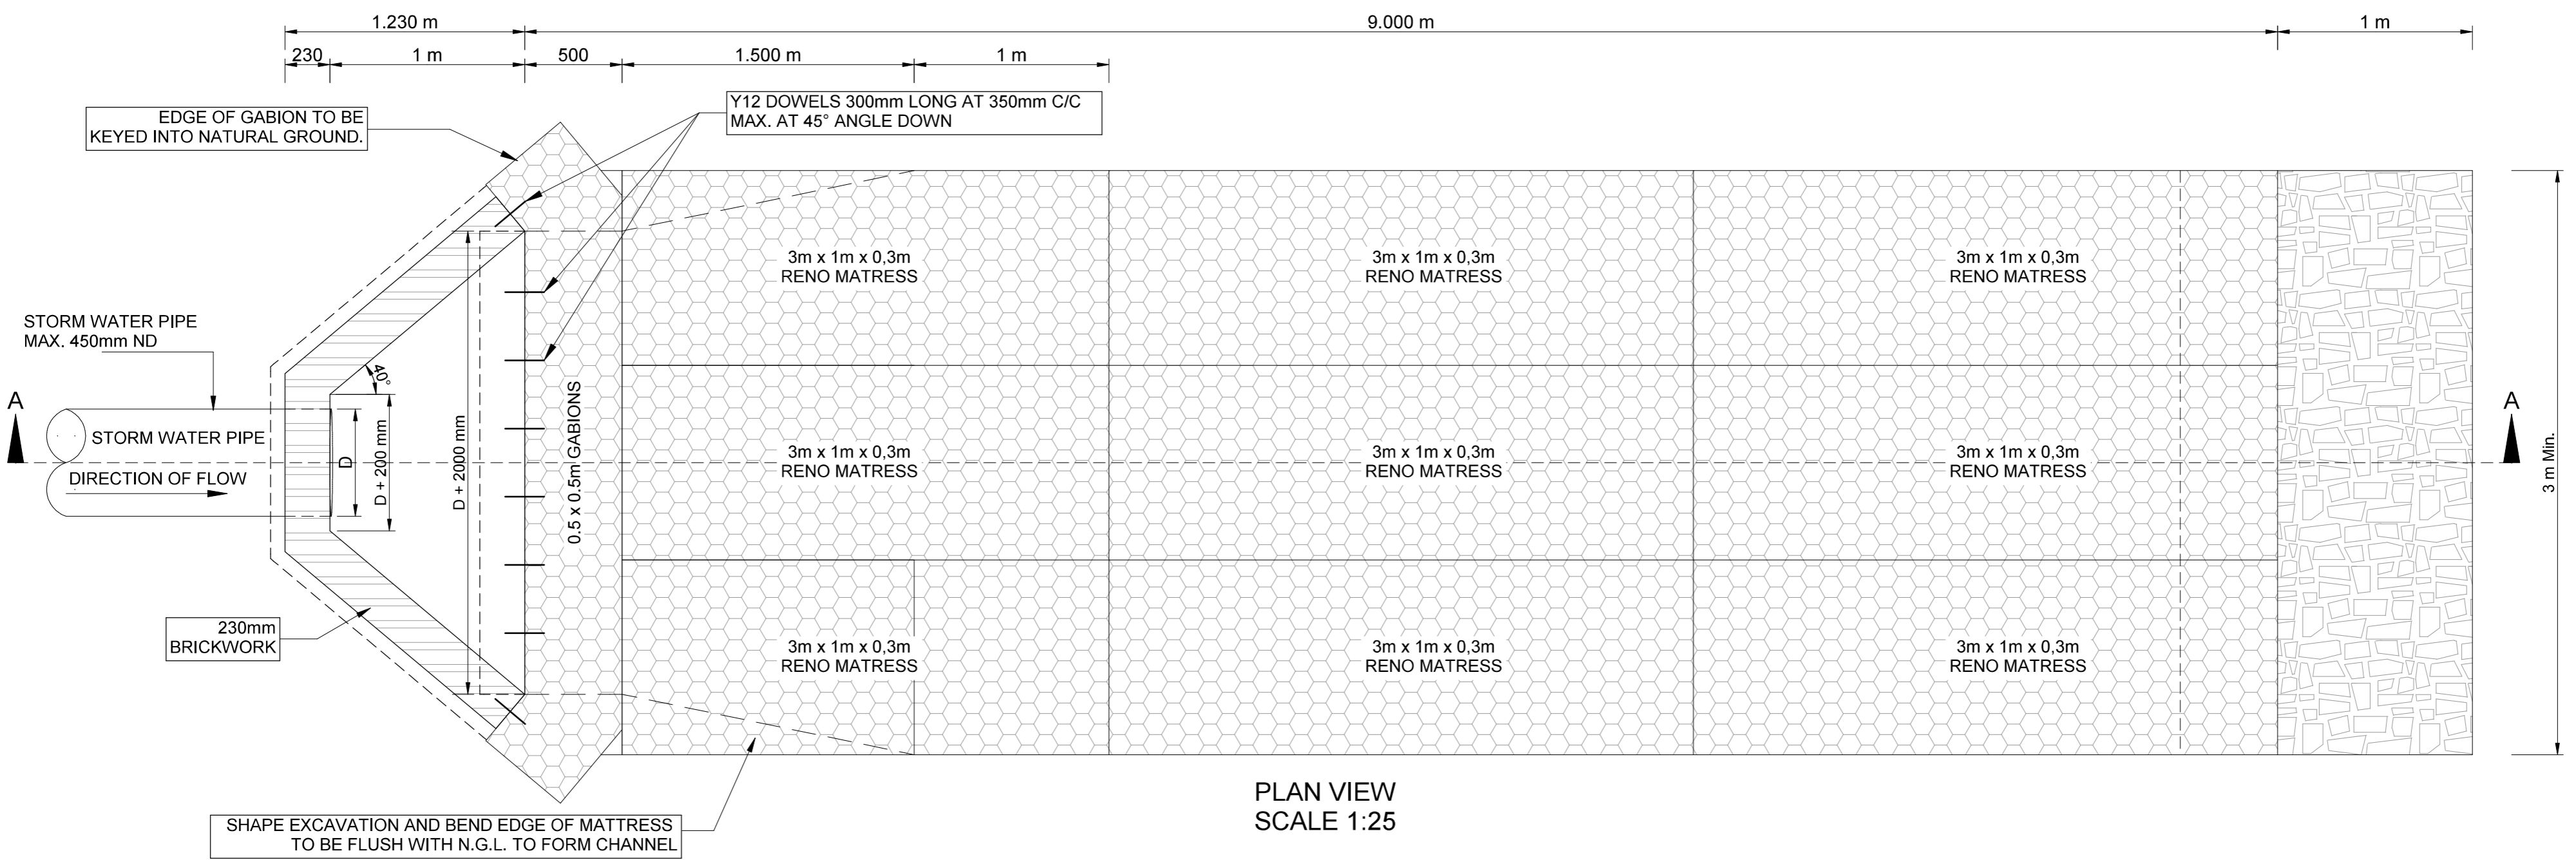 1.230 m
9.000 m
1 m
230
1 m
500
1.500 m
1 m
EDGE OF GABION TO BE
KEYED INTO NATURAL GROUND.
Y12 DOWELS 300mm LONG AT 350mm C/C
MAX. AT 45° ANGLE DOWN
3m x 1m x 0,3m
RENO MATRESS
3m x 1m x 0,3m
RENO MATRESS
3m x 1m x 0,3m
RENO MATRESS
STORM WATER PIPE
MAX. 450mm ND
40°
A
STORM WATER PIPE
DIRECTION OF FLOW
D
D + 200 mm
D + 2000 mm
0.5 x 0.5m GABIONS
3m x 1m x 0,3m
RENO MATRESS
3m x 1m x 0,3m
RENO MATRESS
3m x 1m x 0,3m
RENO MATRESS
A
3 m Min.
230mm
BRICKWORK
3m x 1m x 0,3m
RENO MATRESS
3m x 1m x 0,3m
RENO MATRESS
3m x 1m x 0,3m
RENO MATRESS
SHAPE EXCAVATION AND BEND EDGE OF MATTRESS
TO BE FLUSH WITH N.G.L. TO FORM CHANNEL
PLAN VIEW
SCALE 1:25